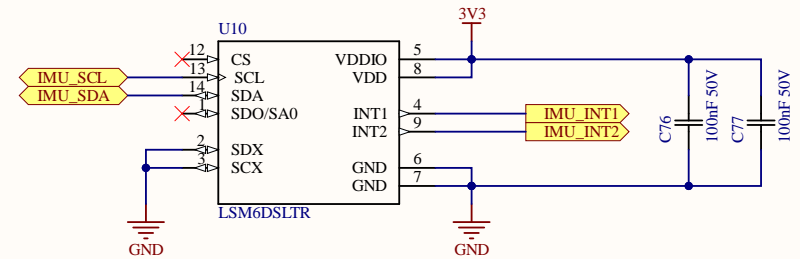 3V3
U10
12 CS
13 SCL
14 SDA
1 SDO/SA0
2 SDX
3 SCX
VDDIO 5
VDD 8
INT1 4
INT2 9
GND 6
GND 7
IMU_SCL
IMU_SDA
IMU_INT1
IMU_INT2
C76
100nF 50V
C77
100nF 50V
LSM6DSLTR
GND
GND